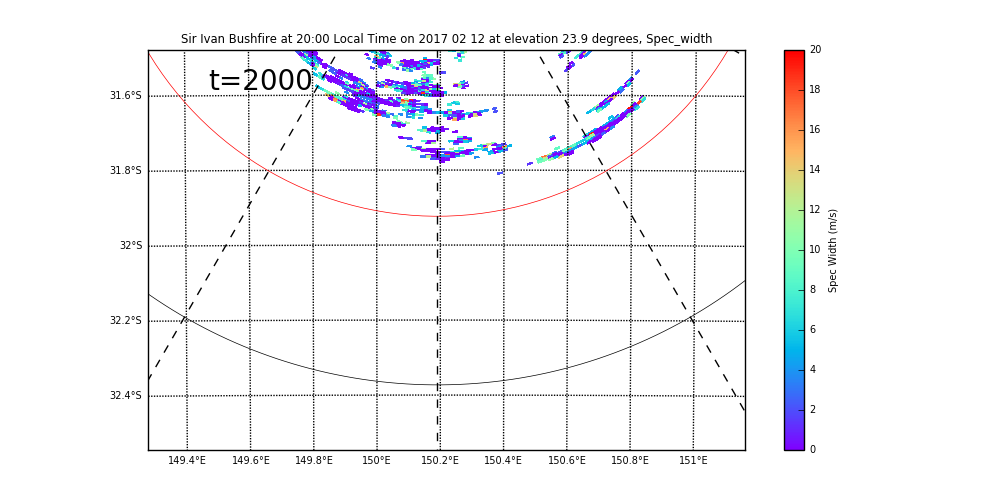 Sir Ivan Bushfire at 20:00 Local Time on 2017 02 12 at elevation 23.9 degrees, Spec_width
t=2000
31.6°S
31.8°S
32°S
32.2°S
32.4°S
149.4°E 149.6°E 149.8°E 150°E 150.2°E 150.4°E 150.6°E 150.8°E 151°E
20
18
16
14
12
10
8
6
4
2
0
Spec Width (m/s)